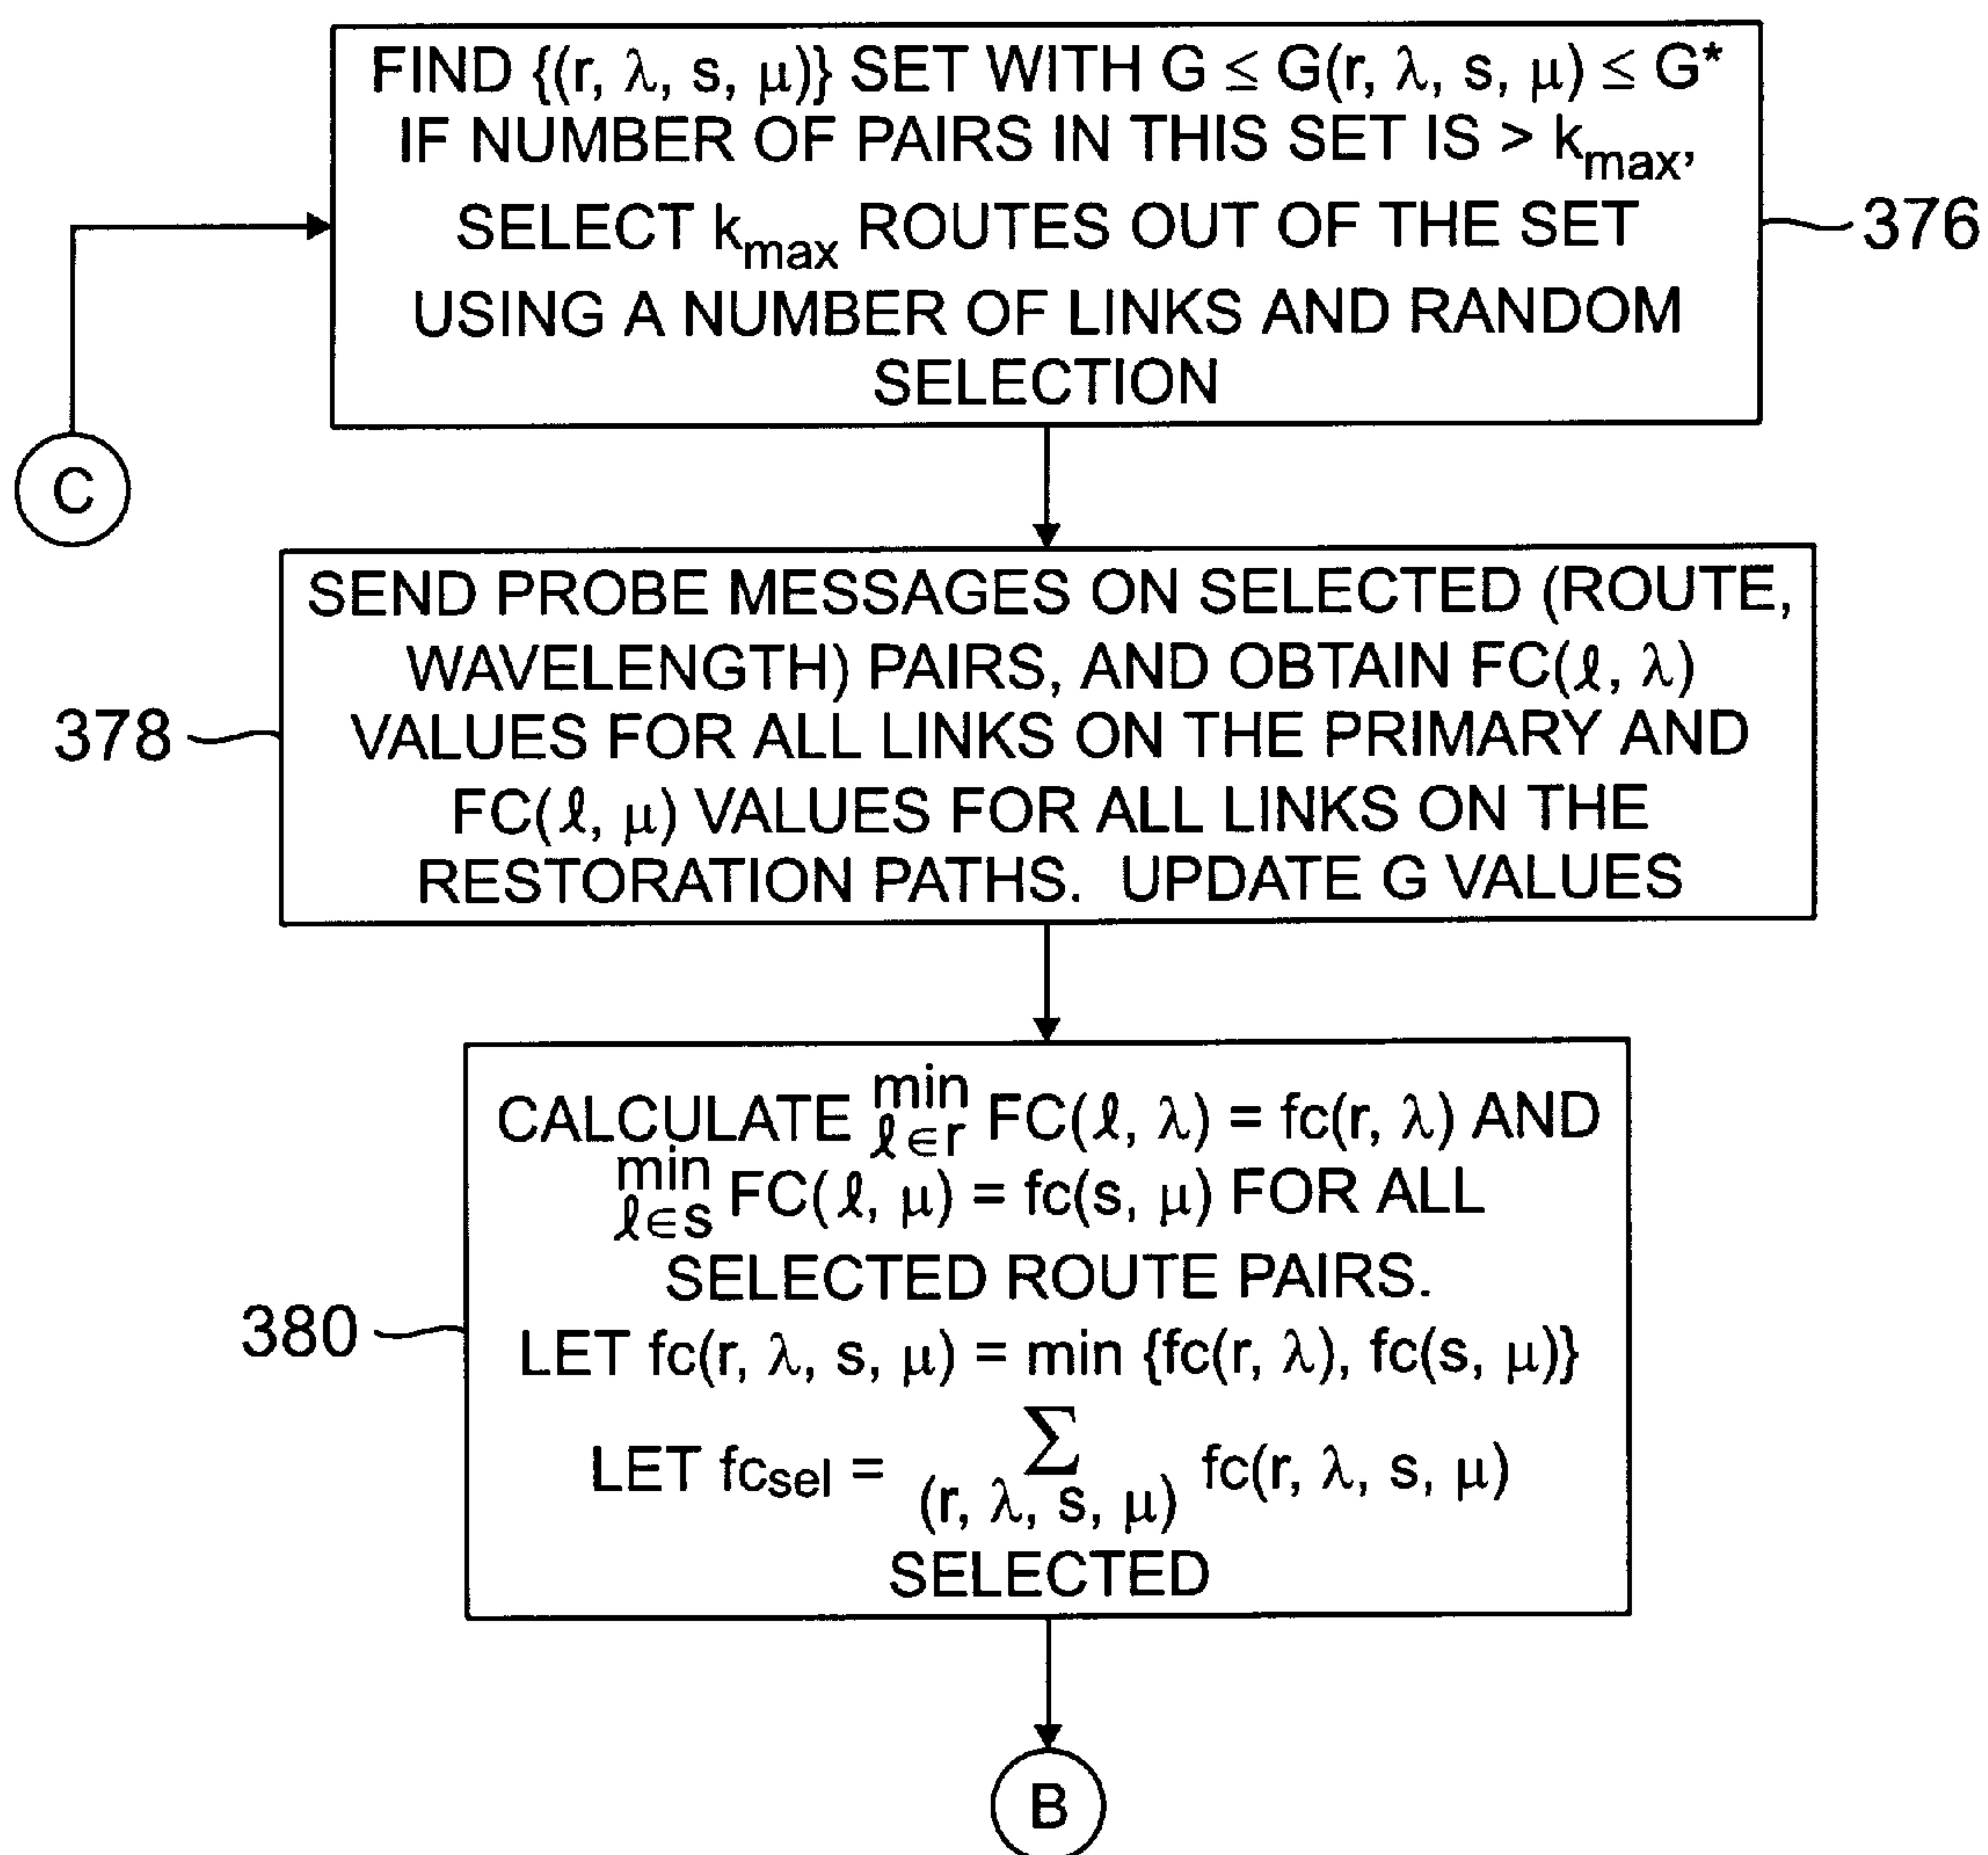 FIND {(r, λ, s, μ)} SET WITH G ≤ G(r, λ, s, μ) ≤ G*
IF NUMBER OF PAIRS IN THIS SET IS > kmax,
SELECT kmax ROUTES OUT OF THE SET
USING A NUMBER OF LINKS AND RANDOM
SELECTION
376
C
SEND PROBE MESSAGES ON SELECTED (ROUTE,
WAVELENGTH) PAIRS, AND OBTAIN FC(ℓ, λ)
VALUES FOR ALL LINKS ON THE PRIMARY AND
FC(ℓ, μ) VALUES FOR ALL LINKS ON THE
RESTORATION PATHS. UPDATE G VALUES
378
CALCULATE min ℓ∈r FC(ℓ, λ) = fc(r, λ) AND
min ℓ∈s FC(ℓ, μ) = fc(s, μ) FOR ALL
SELECTED ROUTE PAIRS.
LET fc(r, λ, s, μ) = min {fc(r, λ), fc(s, μ)}
LET fcsel = Σ (r, λ, s, μ) fc(r, λ, s, μ)
SELECTED
380
B